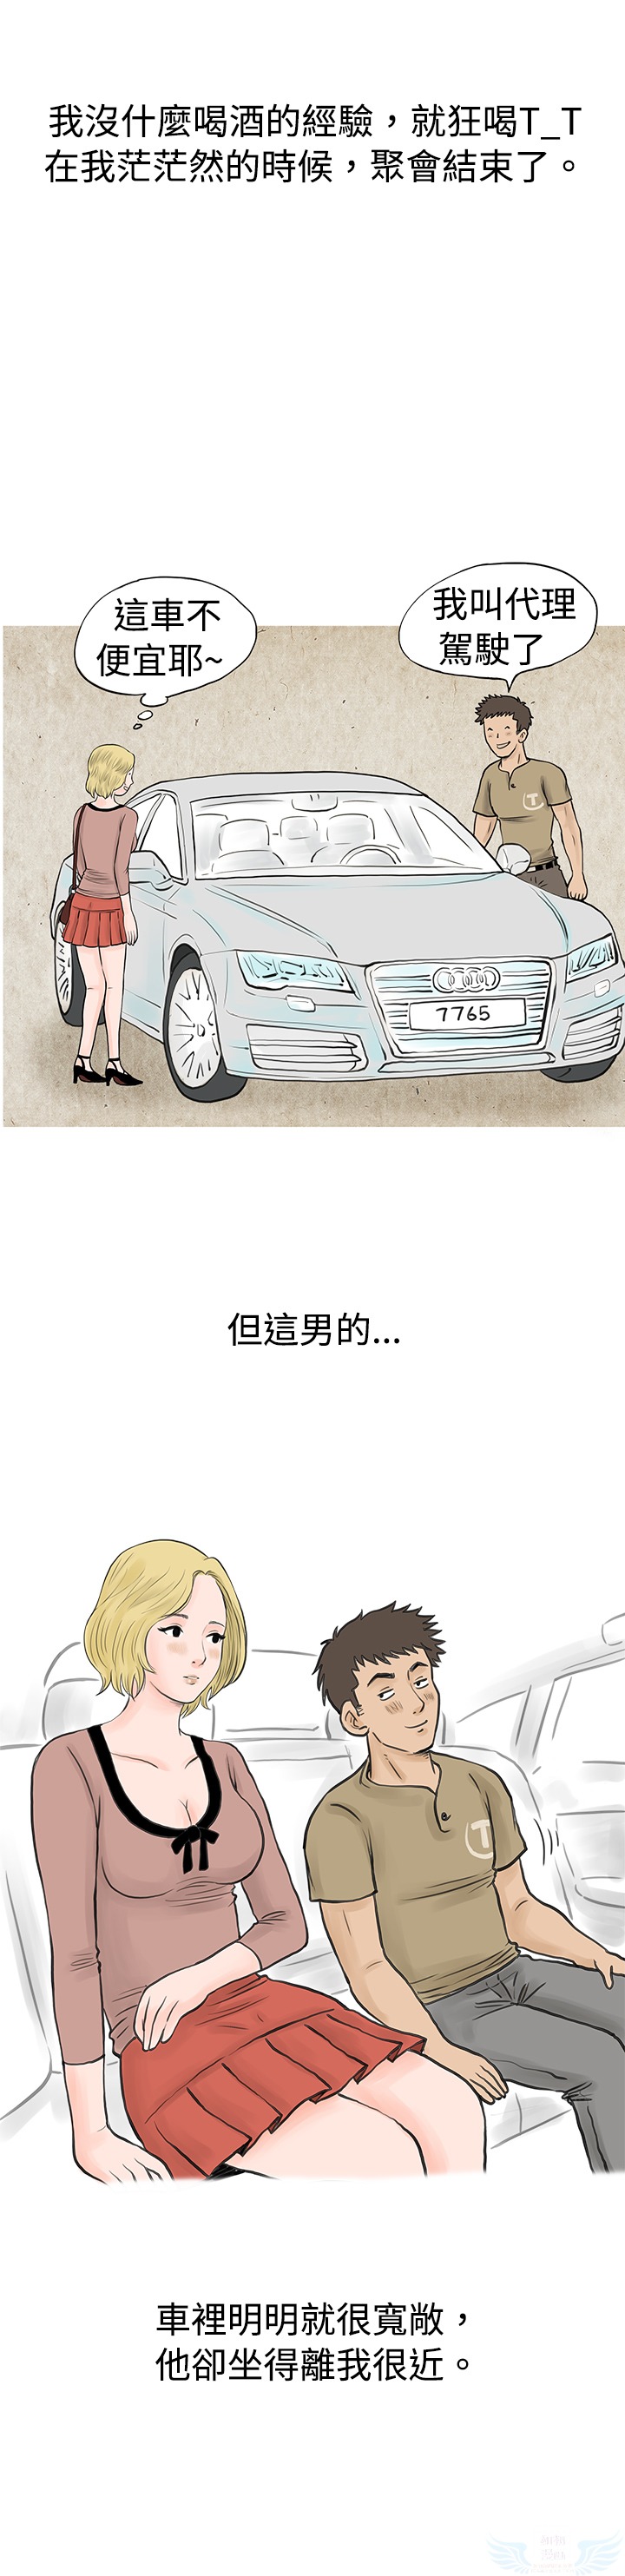 我沒什麼喝酒的經驗，就狂喝T_T
在我茫茫然的時候，聚會結束了。
這車不
便宜耶~
我叫代理
駕駛了
T
7765
但這男的...
T
車裡明明就很寬敞，
他卻坐得離我很近。